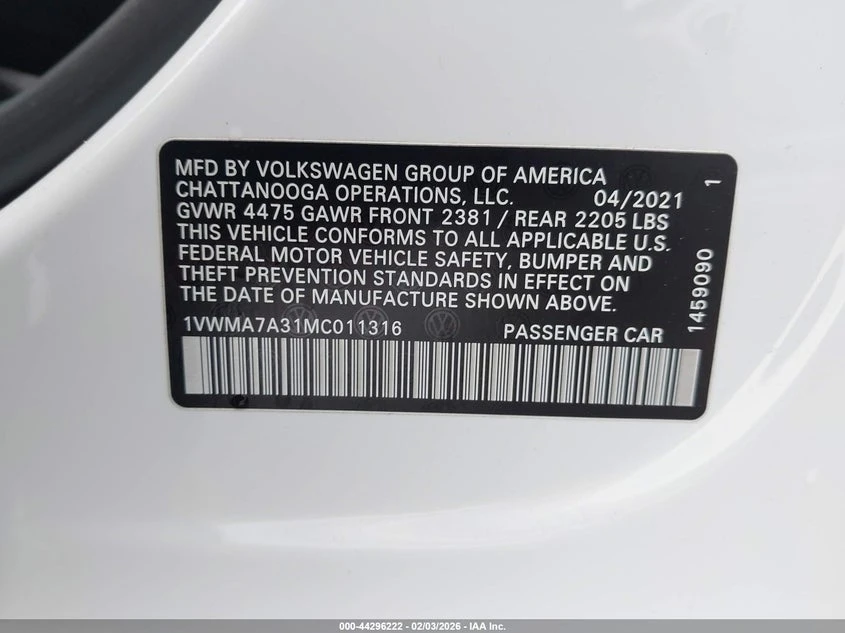 MFD BY VOLKSWAGEN GROUP OF AMERICA
CHATTANOOGA OPERATIONS, LLC. 04/2021
GVWR 4475 GAWR FRONT 2381 / REAR 2205 LBS
THIS VEHICLE CONFORMS TO ALL APPLICABLE U.S.
FEDERAL MOTOR VEHICLE SAFETY, BUMPER AND
THEFT PREVENTION STANDARDS IN EFFECT ON
THE DATE OF MANUFACTURE SHOWN ABOVE.
1VWMA7A31MC011316 PASSENGER CAR
1459090 1
000-44296222 - 02/03/2026 - IAA Inc.